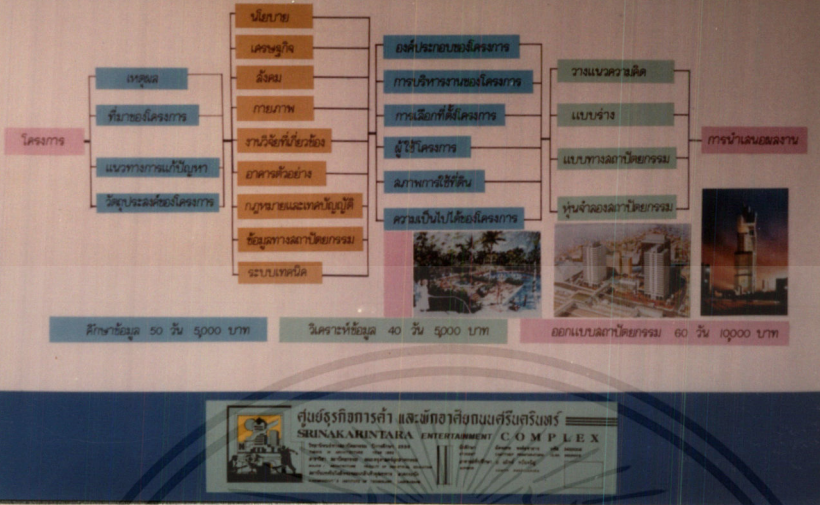 โครงการ
เหตุผล
ที่มาของโครงการ
แนวทางการแก้ปัญหา
วัตถุประสงค์ของโครงการ
นโยบาย
เศรษฐกิจ
สังคม
กายภาพ
งานวิจัยที่เกี่ยวข้อง
อาคารตัวอย่าง
กฎหมายและเทศบัญญัติ
ข้อมูลทางสถาปัตยกรรม
ระบบเทคนิค
องค์ประกอบของโครงการ
การบริหารงานของโครงการ
การเลือกที่ตั้งโครงการ
ผู้ใช้โครงการ
สภาพการใช้ที่ดิน
ความเป็นไปได้ของโครงการ
วางแนวความคิด
แบบร่าง
แบบทางสถาปัตยกรรม
หุ่นจำลองสถาปัตยกรรม
การนำเสนอผลงาน
ศึกษาข้อมูล 50 วัน 5,000 บาท
วิเคราะห์ข้อมูล 40 วัน 5,000 บาท
ออกแบบสถาปัตยกรรม 60 วัน 10,000 บาท
ศูนย์ธุรกิจการค้า และพักอาศัยถนนศรีนครินทร์
SRINAKARINTARA ENTERTAINMENT COMPLEX